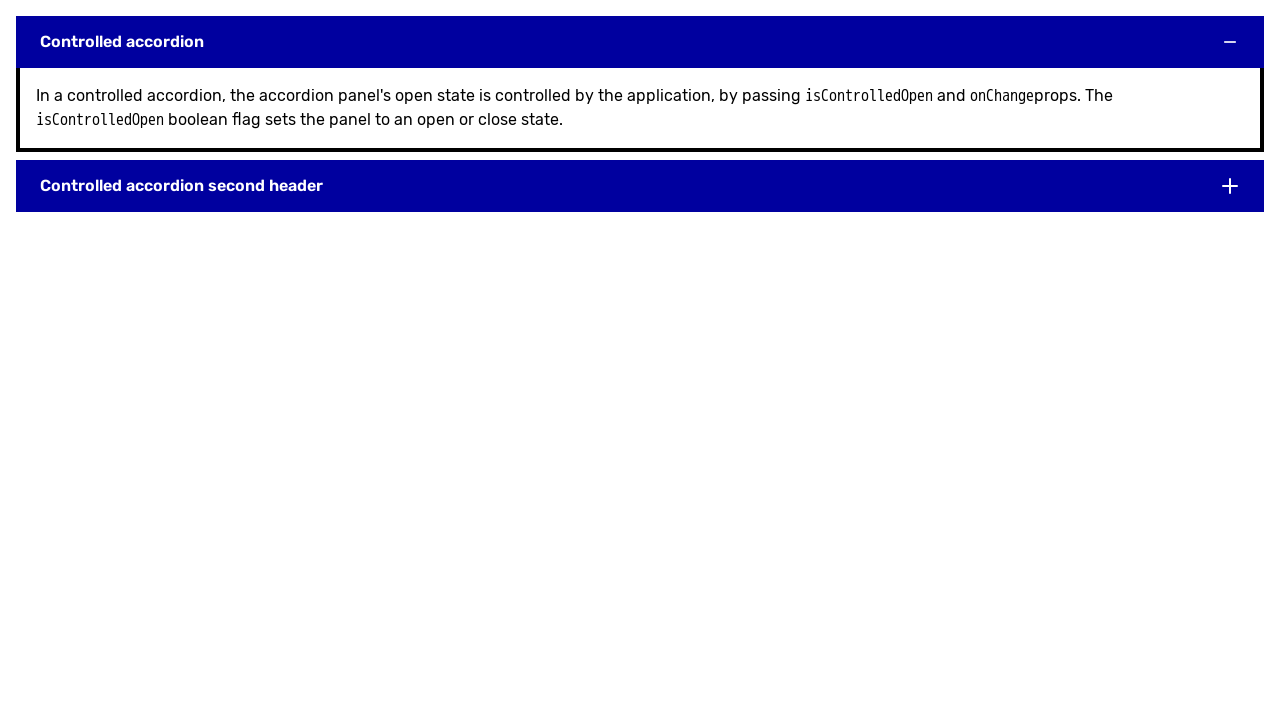 Controlled accordion
In a controlled accordion, the accordion panel's open state is controlled by the application, by passing isControlledOpen and onChangeprops. The
isControlledOpen boolean flag sets the panel to an open or close state.
Controlled accordion second header